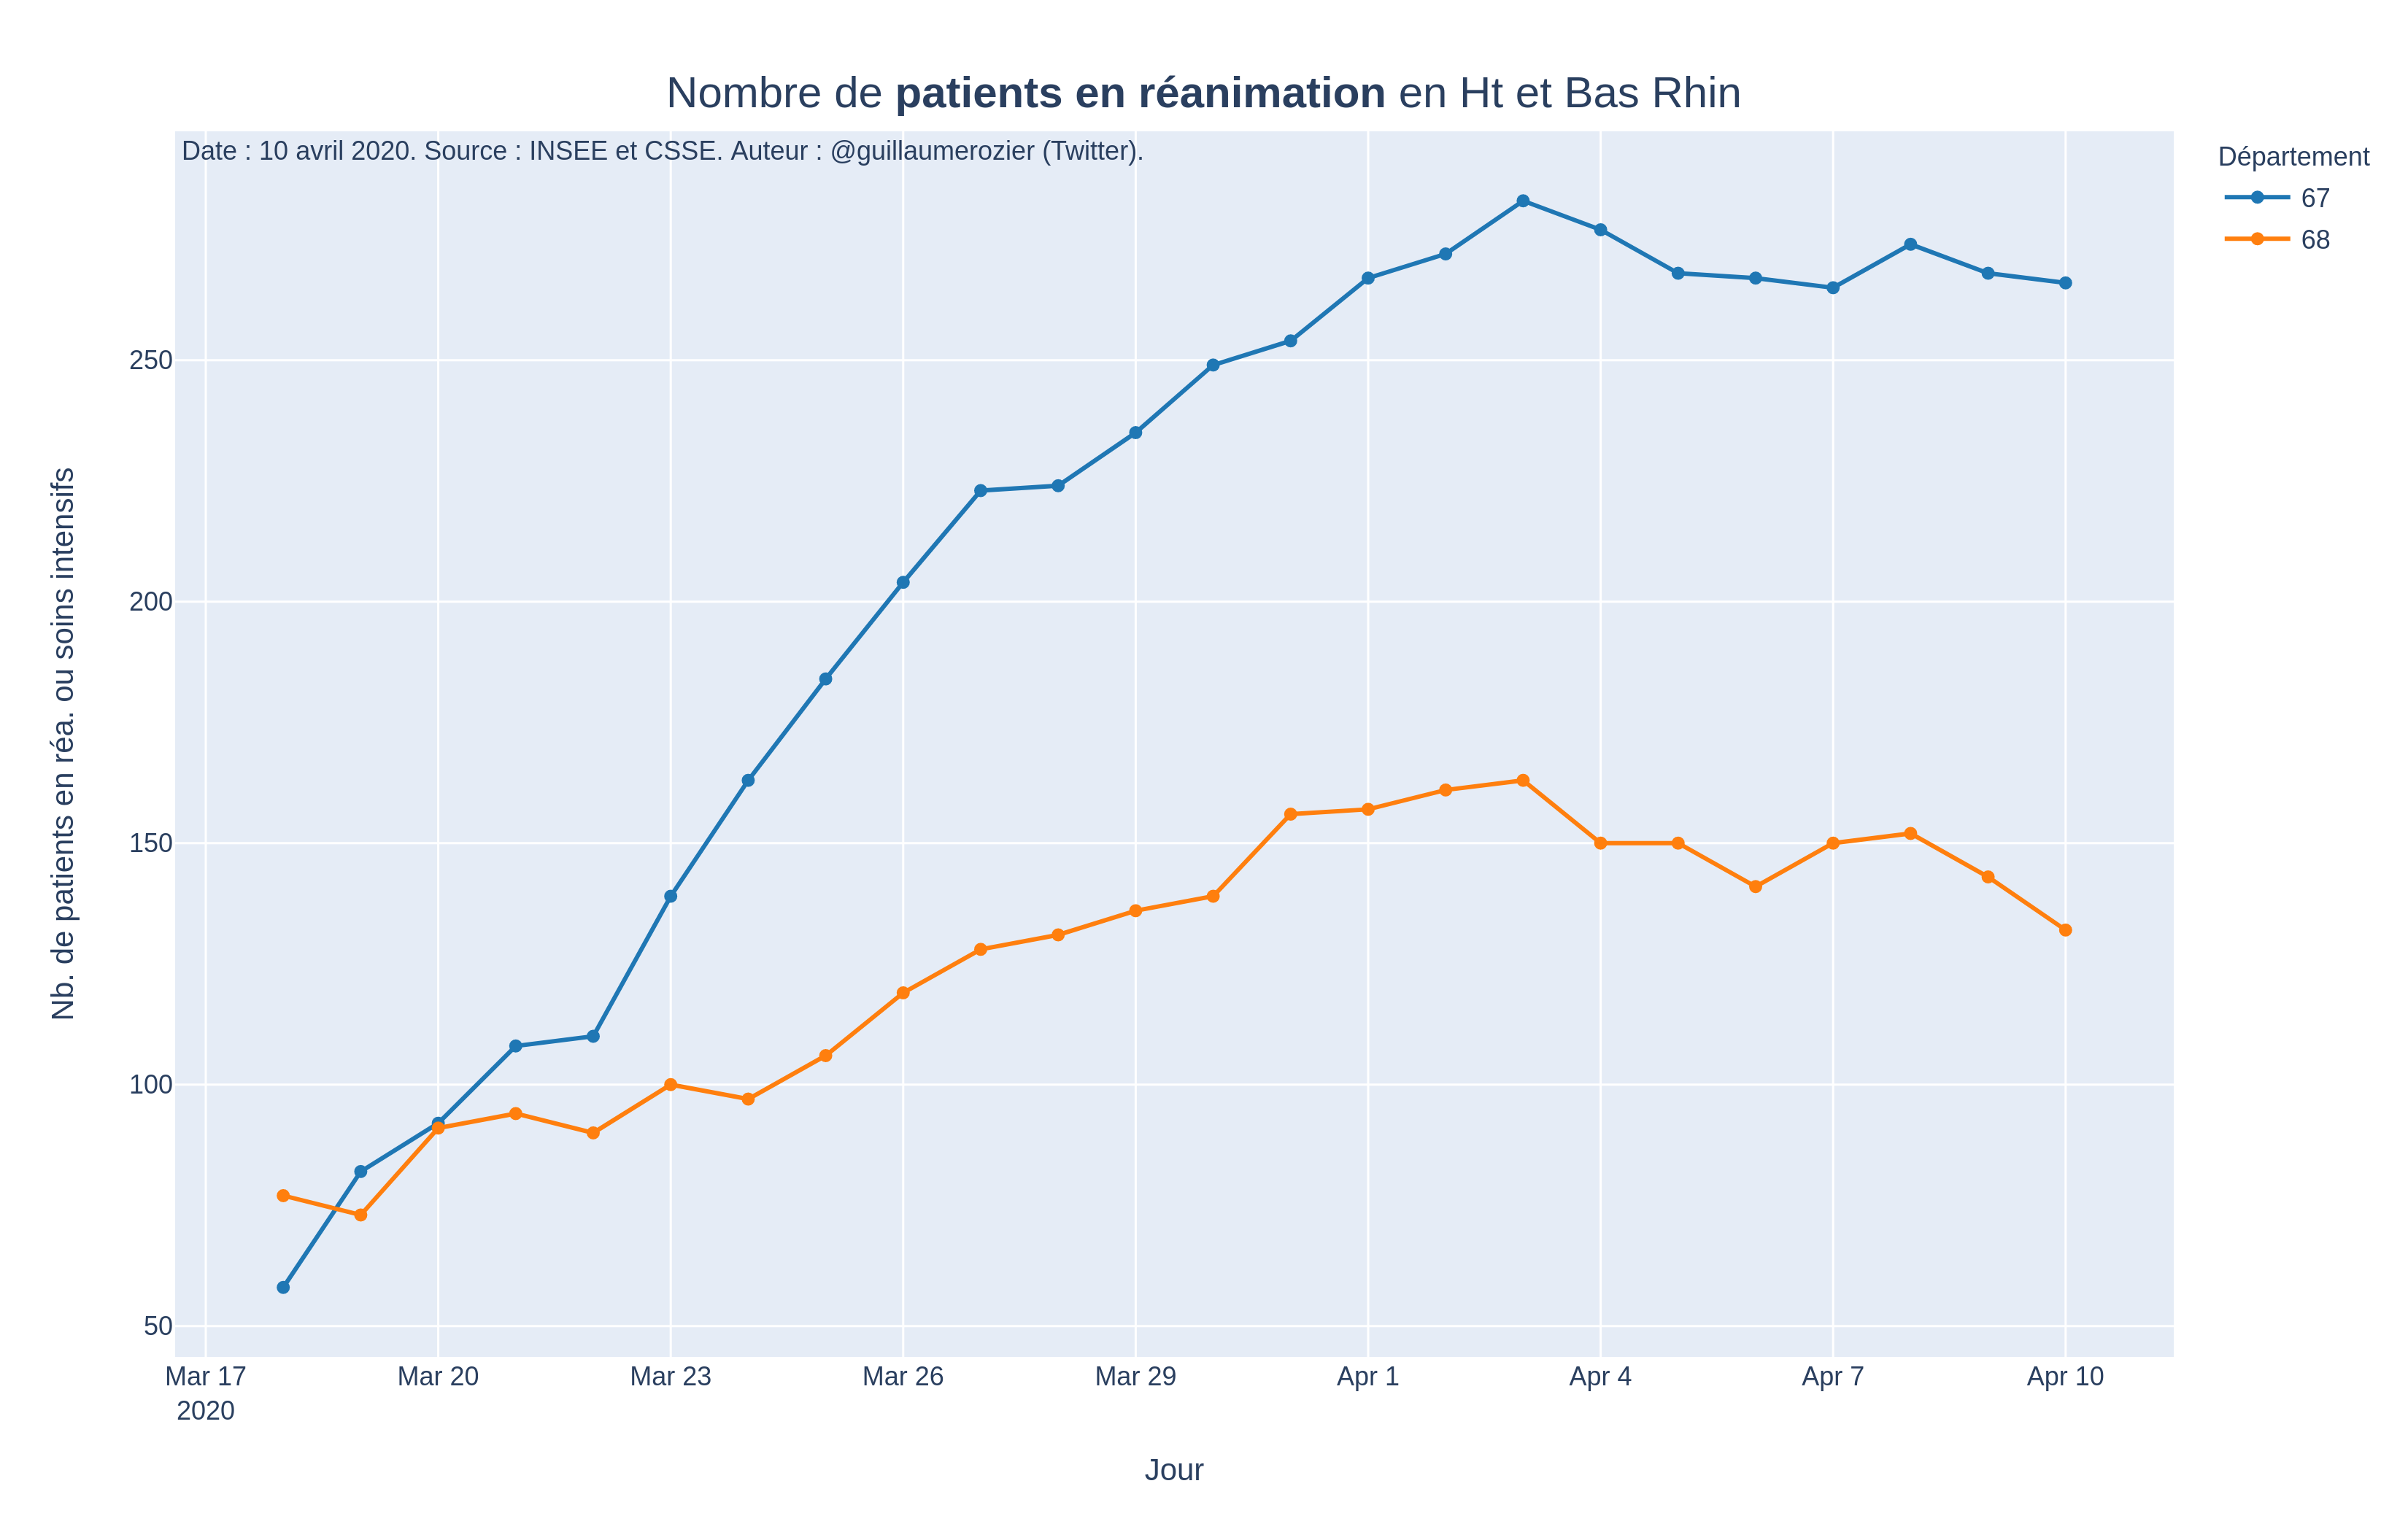 Nombre de patients en réanimation en Ht et Bas Rhin
Date : 10 avril 2020. Source : INSEE et CSSE. Auteur : @guillaumerozier (Twitter).
Département
67
68
Nb. de patients en réa. ou soins intensifs
250
200
150
100
50
Mar 17 Mar 20 Mar 23 Mar 26 Mar 29 Apr 1 Apr 4 Apr 7 Apr 10
2020
Jour